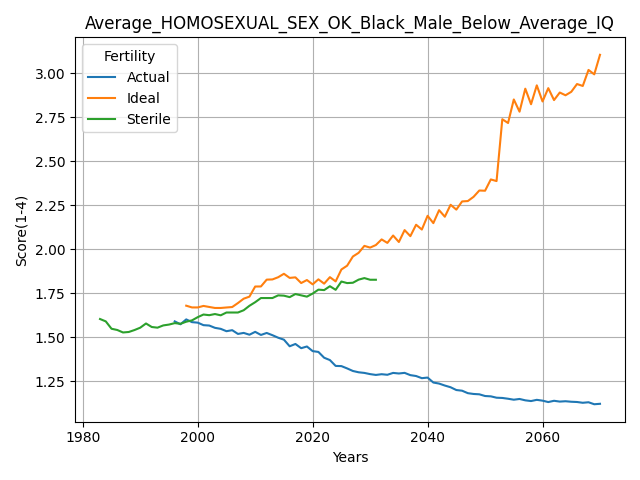 Average_HOMOSEXUAL_SEX_OK_Black_Male_Below_Average_IQ
Fertility
Actual
Ideal
Sterile
Score(1-4)
3.00
2.75
2.50
2.25
2.00
1.75
1.50
1.25
1980
2000
2020
2040
2060
Years